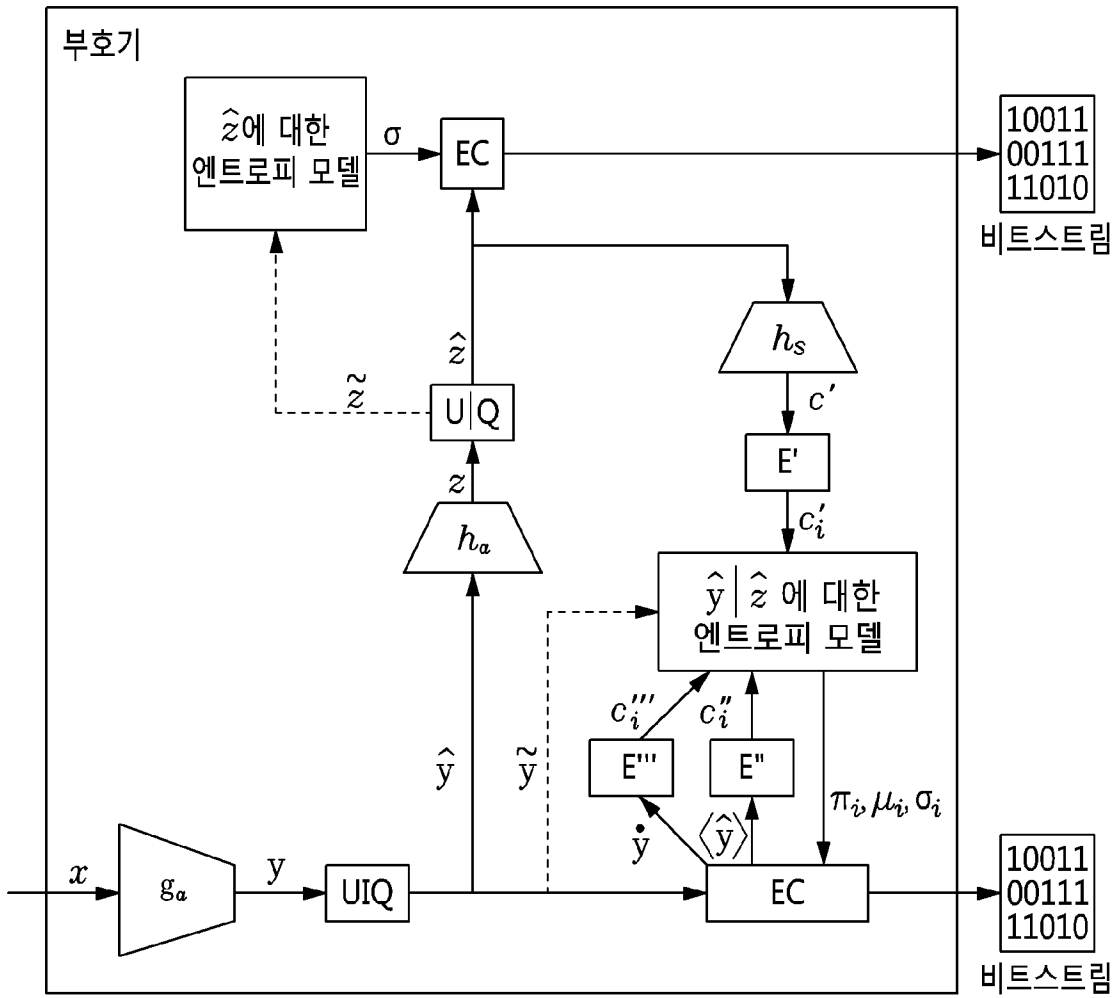 부호기
ẑ에 대한
엔트로피 모델
σ
EC
10011
00111
11010
비트스트림
h_s
ẑ
z̃
c′
U|Q
E'
z
c′_i
h_a
ŷ|ẑ 에 대한
엔트로피 모델
c‴_i
c″_i
ŷ
ỹ
E'''
E"
π_i, μ_i, σ_i
ẏ
⟨ŷ⟩
x
g_a
y
UIQ
EC
10011
00111
11010
비트스트림